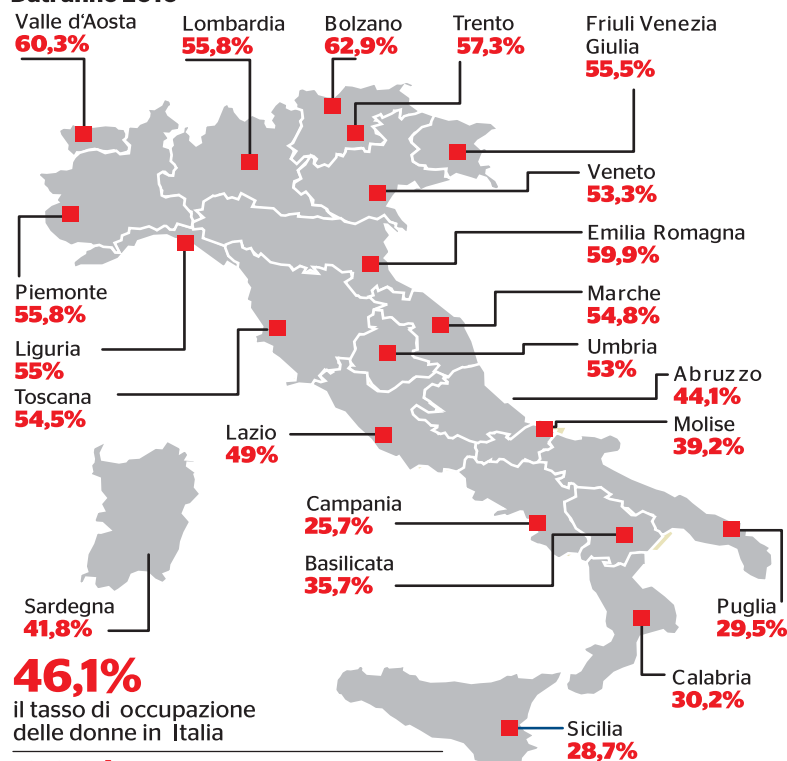 Valle d'Aosta
60,3%
Lombardia
55,8%
Bolzano
62,9%
Trento
57,3%
Friuli Venezia
Giulia
55,5%
Veneto
53,3%
Emilia Romagna
59,9%
Marche
54,8%
Umbria
53%
Abruzzo
44,1%
Molise
39,2%
Piemonte
55,8%
Liguria
55%
Toscana
54,5%
Lazio
49%
Campania
25,7%
Basilicata
35,7%
Sardegna
41,8%
Puglia
29,5%
Calabria
30,2%
Sicilia
28,7%
46,1%
il tasso di occupazione
delle donne in Italia